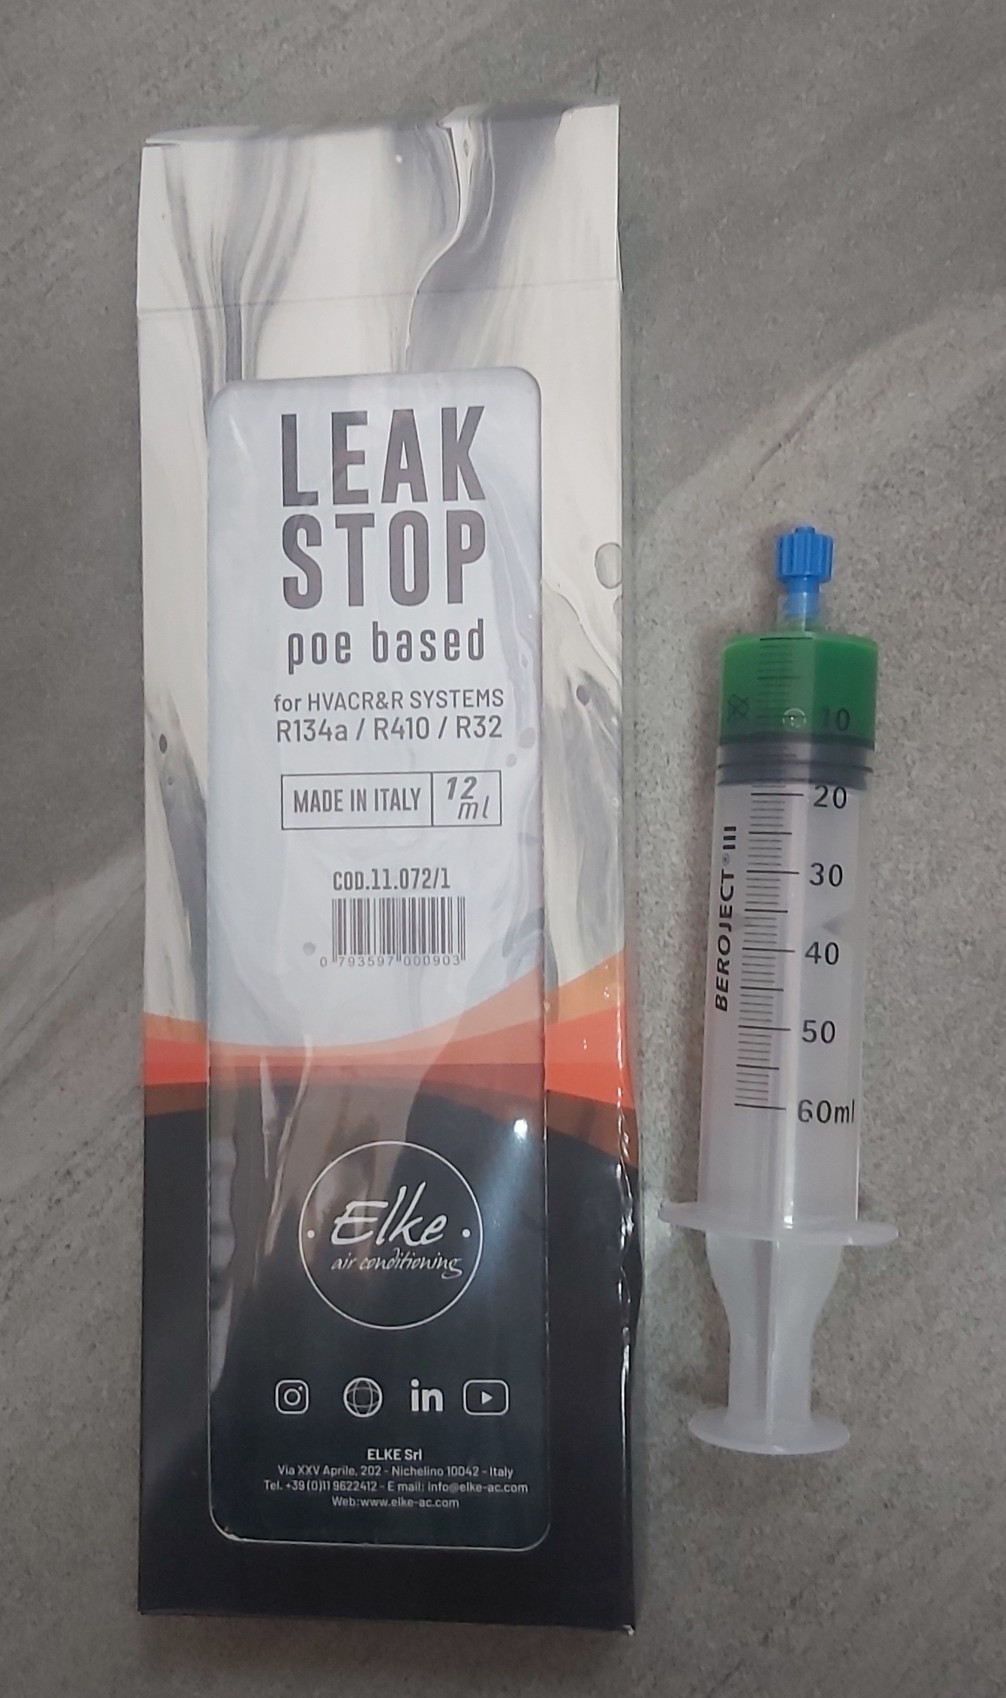 LEAK
STOP
poe based
for HVACR&R SYSTEMS
R134a / R410 / R32
MADE IN ITALY
12
ml
COD.11.072/1
0 793597 000903
Elke
air conditioning
in
ELKE Srl
Via XXV Aprile, 202 - Nichelino 10042 - Italy
Tel. +39(0)11 9622412 - E mail: info@elke-ac.com
Web:www.elke-ac.com
10
20
30
40
50
60ml
BEROJECT®III